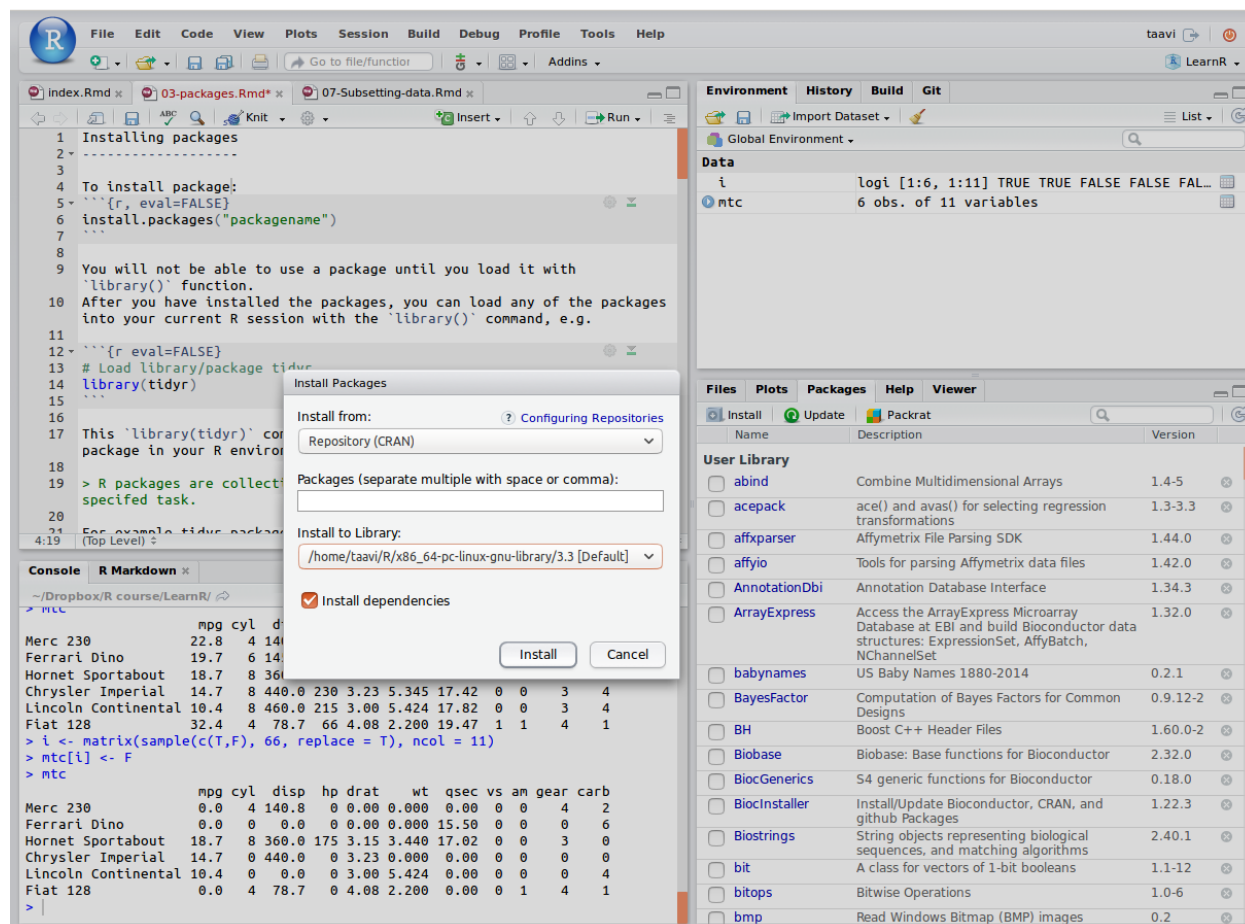 R
File Edit Code View Plots Session Build Debug Profile Tools Help
taavi
Go to file/function
Addins
LearnR
index.Rmd
03-packages.Rmd*
07-Subsetting-data.Rmd
ABC
Knit
Insert
Run
1 Installing packages
2 -------------------
3
4 To install package:
5 ```{r, eval=FALSE}
6 install.packages("packagename")
7 ```
8
9 You will not be able to use a package until you load it with
`library()` function.
10 After you have installed the packages, you can load any of the packages
into your current R session with the `library()` command, e.g.
11
12 ```{r eval=FALSE}
13 # Load library/package tidyr
14 library(tidyr)
15 ```
16
17 This `library(tidyr)`
package in your R
18
19 > R packages are
specifed task.
20
21 For example tidyr
4:19 (Top Level)
Install Packages
Install from:
? Configuring Repositories
Repository (CRAN)
Packages (separate multiple with space or comma):
Install to Library:
/home/taavi/R/x86_64-pc-linux-gnu-library/3.3 [Default]
Install dependencies
Install
Cancel
Console
R Markdown
~/Dropbox/R course/LearnR/
> mtc
mpg cyl
Merc 230 22.8 4
Ferrari Dino 19.7 6
Hornet Sportabout 18.7 8
Chrysler Imperial 14.7 8 440.0 230 3.23 5.345 17.42 0 0 3 4
Lincoln Continental 10.4 8 460.0 215 3.00 5.424 17.82 0 0 3 4
Fiat 128 32.4 4 78.7 66 4.08 2.200 19.47 1 1 4 1
> i <- matrix(sample(c(T,F), 66, replace = T), ncol = 11)
> mtc[i] <- F
> mtc
mpg cyl disp hp drat wt qsec vs am gear carb
Merc 230 0.0 4 140.8 0 0.00 0.000 0.00 0 0 4 2
Ferrari Dino 0.0 0 0.0 0 0.00 0.000 15.50 0 0 0 6
Hornet Sportabout 18.7 8 360.0 175 3.15 3.440 17.02 0 0 3 0
Chrysler Imperial 14.7 0 440.0 0 3.23 0.000 0.00 0 0 0 0
Lincoln Continental 10.4 0 0.0 0 3.00 5.424 0.00 0 0 0 4
Fiat 128 0.0 4 78.7 0 4.08 2.200 0.00 0 1 4 1
>
Environment History Build Git
Import Dataset
List
Global Environment
Data
i logi [1:6, 1:11] TRUE TRUE FALSE FALSE FAL…
mtc 6 obs. of 11 variables
Files Plots Packages Help Viewer
Install Update Packrat
Name Description Version
User Library
abind Combine Multidimensional Arrays 1.4-5
acepack ace() and avas() for selecting regression 1.3-3.3
transformations
affxparser Affymetrix File Parsing SDK 1.44.0
affyio Tools for parsing Affymetrix data files 1.42.0
AnnotationDbi Annotation Database Interface 1.34.3
ArrayExpress Access the ArrayExpress Microarray 1.32.0
Database at EBI and build Bioconductor data
structures: ExpressionSet, AffyBatch,
NChannelSet
babynames US Baby Names 1880-2014 0.2.1
BayesFactor Computation of Bayes Factors for Common 0.9.12-2
Designs
BH Boost C++ Header Files 1.60.0-2
Biobase Biobase: Base functions for Bioconductor 2.32.0
BiocGenerics S4 generic functions for Bioconductor 0.18.0
BiocInstaller Install/Update Bioconductor, CRAN, and 1.22.3
github Packages
Biostrings String objects representing biological 2.40.1
sequences, and matching algorithms
bit A class for vectors of 1-bit booleans 1.1-12
bitops Bitwise Operations 1.0-6
bmp Read Windows Bitmap (BMP) images 0.2